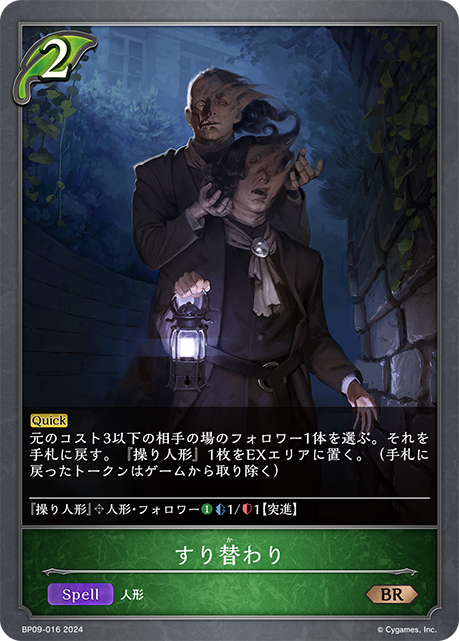 2
Quick
元のコスト3以下の相手の場のフォロワー1体を選ぶ。それを
手札に戻す。『操り人形』1枚をEXエリアに置く。（手札に
戻ったトークンはゲームから取り除く）
『操り人形』人形・フォロワー1 1/1【突進】
か
すり替わり
Spell 人形 BR
BP09-016 2024 © Cygames, Inc.